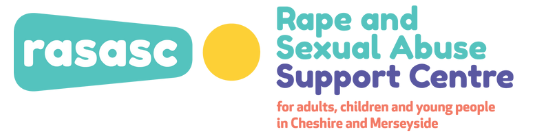 rasasc
Rape and
Sexual Abuse
Support Centre
for adults, children and young people
in Cheshire and Merseyside